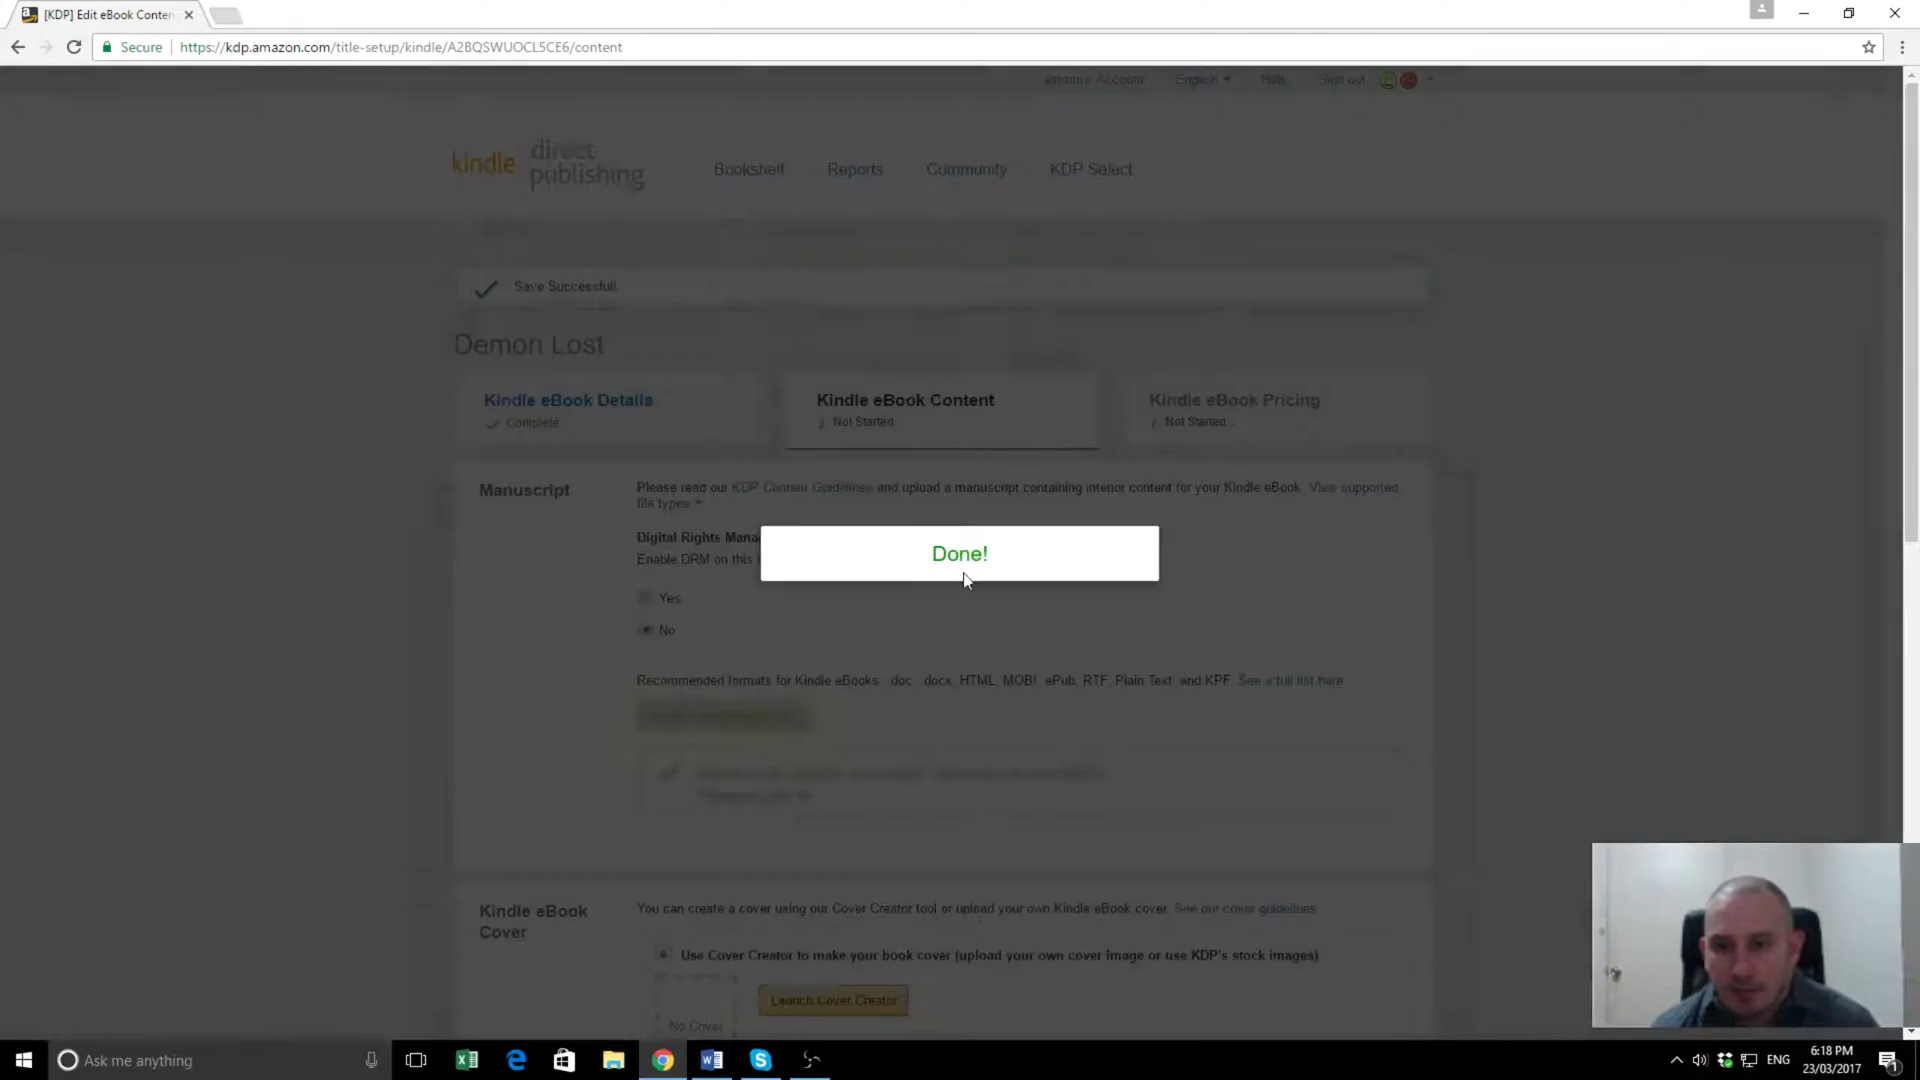 [KDP] Edit eBook Conten
Secure
https://kdp.amazon.com/title-setup/kindle/A2BQSWUOCL5CE6/content
Account English Help Sign out
kindle direct publishing
Bookshelf Reports Community KDP Select
Save Successful!
Demon Lost
Kindle eBook Details
Complete
Kindle eBook Content
Not Started...
Kindle eBook Pricing
Not Started...
Manuscript
Please read our KDP Content Guidelines and upload a manuscript containing interior content for your Kindle eBook. View supported
file types
Digital Rights Mana
Enable DRM on this
Done!
Yes
No
Recommended formats for Kindle eBooks: .doc, .docx, HTML, MOBI, ePub, RTF, Plain Text, and KPF. See a full list here
Kindle eBook
Cover
You can create a cover using our Cover Creator tool or upload your own Kindle eBook cover. See our cover guidelines
Use Cover Creator to make your book cover (upload your own cover image or use KDP's stock images)
Launch Cover Creator
No Cover
Ask me anything
ENG
6:18 PM
23/03/2017
1